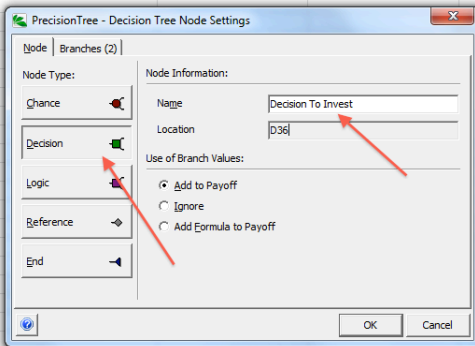 PrecisionTree - Decision Tree Node Settings
Node Branches (2)
Node Type:
Chance
Decision
Logic
Reference
End
Node Information:
Name Decision To Invest
Location D36
Use of Branch Values:
Add to Payoff
Ignore
Add Formula to Payoff
OK Cancel